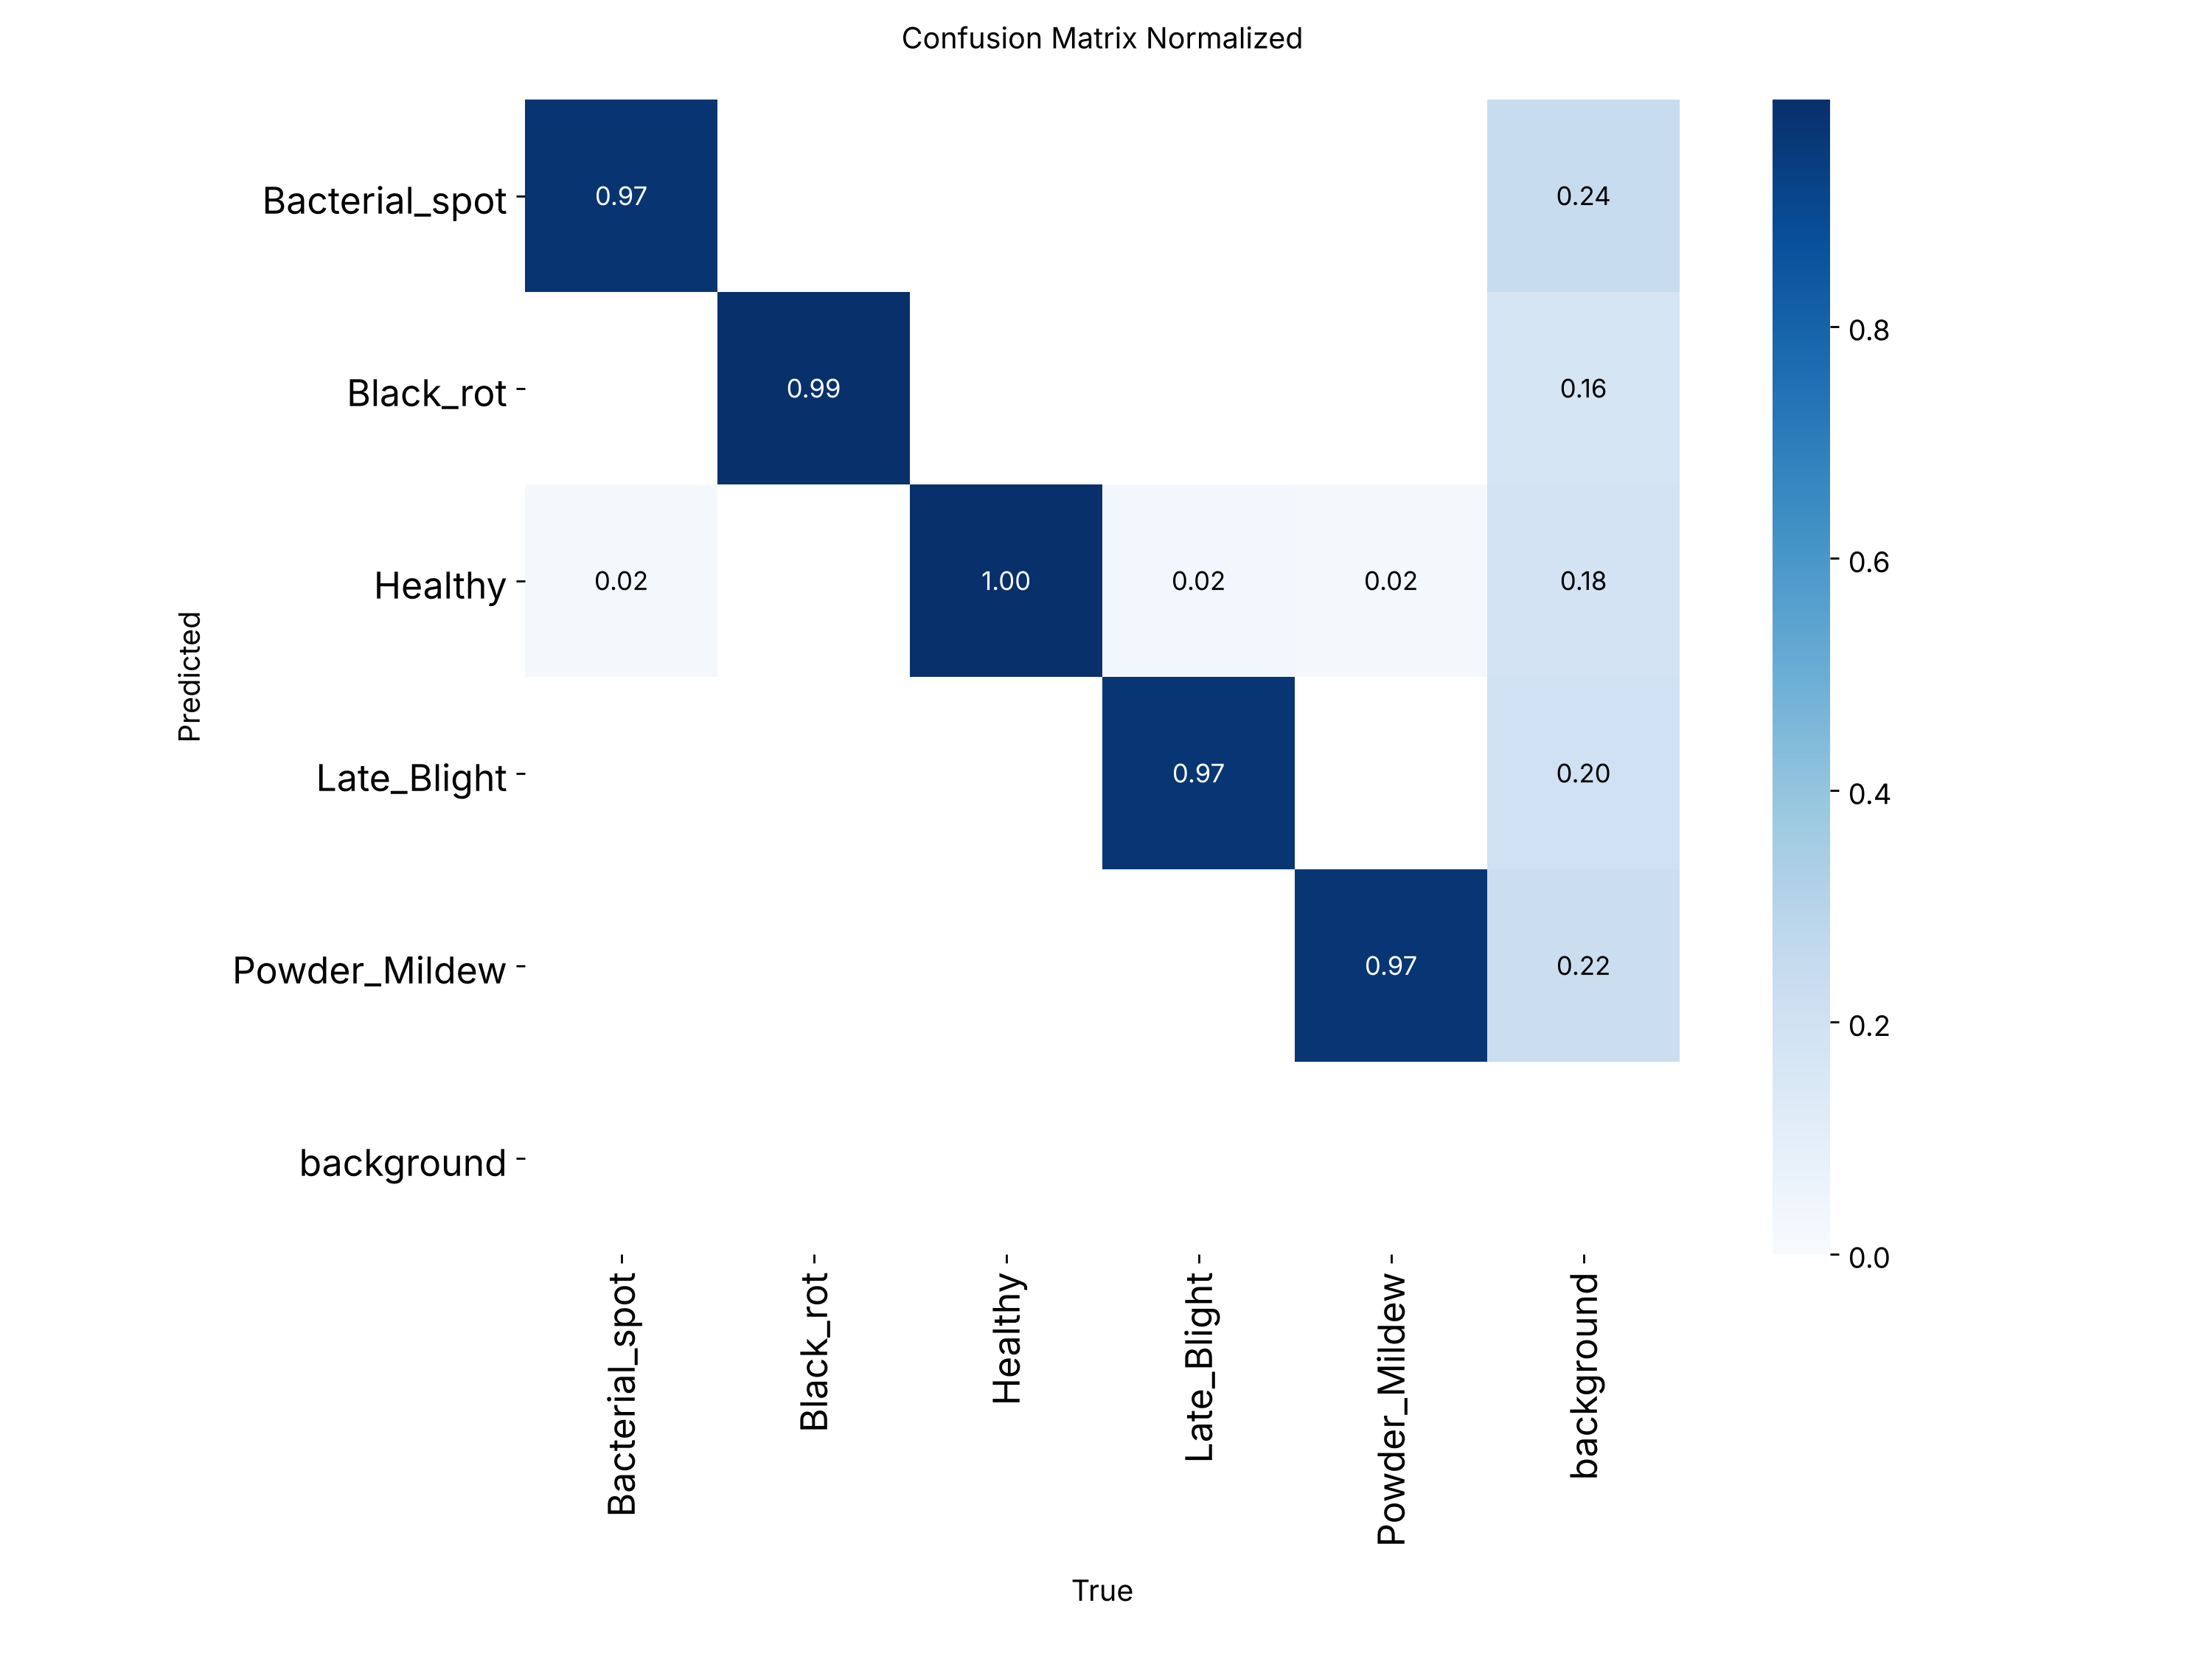 Confusion Matrix Normalized
Bacterial_spot
0.97
0.24
Black_rot
0.99
0.16
Healthy
0.02
1.00
0.02
0.02
0.18
Late_Blight
0.97
0.20
Powder_Mildew
0.97
0.22
background
Predicted
Bacterial_spot
Black_rot
Healthy
Late_Blight
Powder_Mildew
background
True
0.8
0.6
0.4
0.2
0.0